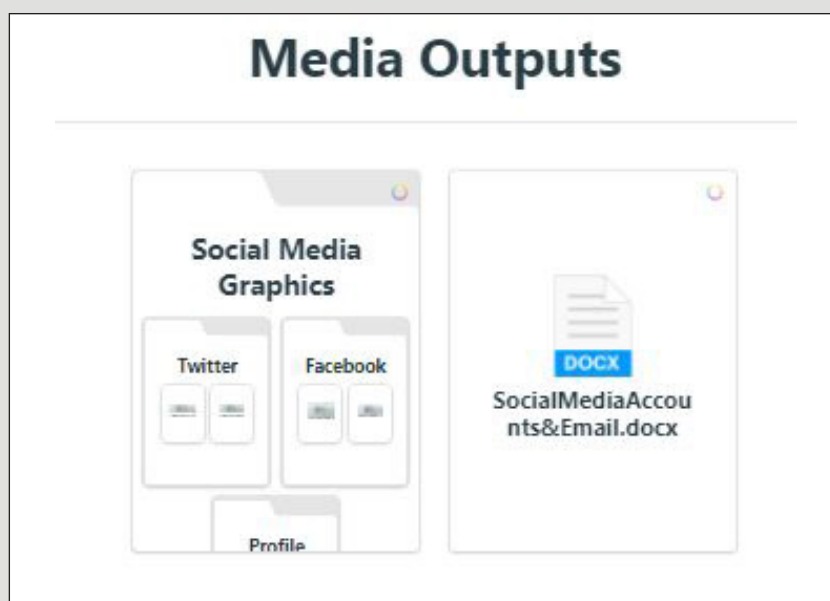 Media Outputs
Social Media
Graphics
Twitter
Facebook
Profile
DOCX
SocialMediaAccou
nts&Email.docx